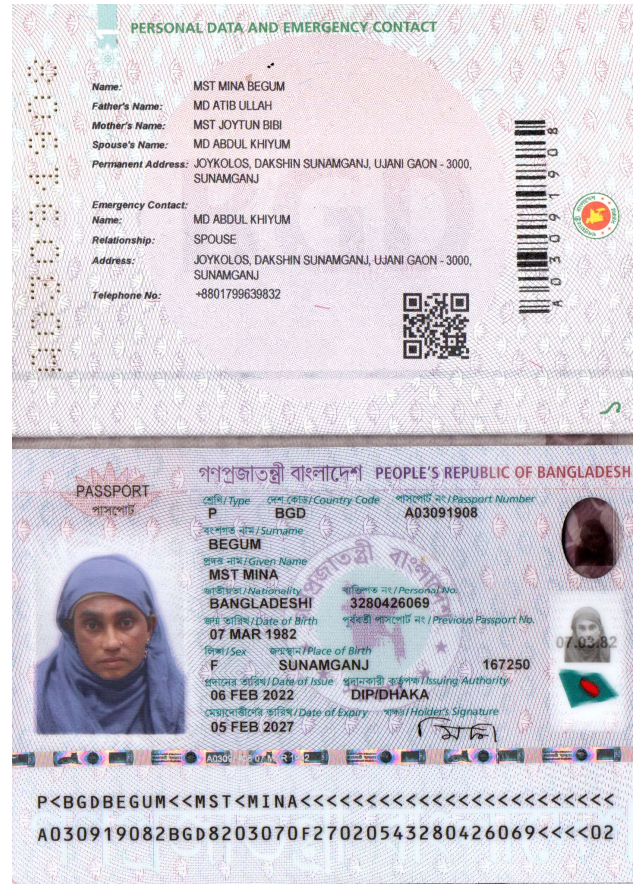 PERSONAL DATA AND EMERGENCY CONTACT
Name: MST MINA BEGUM
Father's Name: MD ATIB ULLAH
Mother's Name: MST JOYTUN BIBI
Spouse's Name: MD ABDUL KHIYUM
Permanent Address: JOYKOLOS, DAKSHIN SUNAMGANJ, UJANI GAON - 3000,
SUNAMGANJ
Emergency Contact:
Name: MD ABDUL KHIYUM
Relationship: SPOUSE
Address: JOYKOLOS, DAKSHIN SUNAMGANJ, UJANI GAON - 3000,
SUNAMGANJ
Telephone No: +8801799639832
A03091908
A03091908
BGD
গণপ্রজাতন্ত্রী বাংলাদেশ PEOPLE'S REPUBLIC OF BANGLADESH
PASSPORT
পাসপোর্ট
শ্রেণি/Type দেশ কোড/Country Code পাসপোর্ট নং/Passport Number
P BGD A03091908
বংশগত নাম/Surname
BEGUM
প্রদত্ত নাম/Given Name
MST MINA
জাতীয়তা/Nationality ব্যক্তিগত নং/Personal No.
BANGLADESHI 3280426069
জন্ম তারিখ/Date of Birth পূর্ববর্তী পাসপোর্ট নং/Previous Passport No.
07 MAR 1982
লিঙ্গ/Sex জন্মস্থান/Place of Birth
F SUNAMGANJ 167250
প্রদানের তারিখ/Date of Issue প্রদানকারী কর্তৃপক্ষ/Issuing Authority
06 FEB 2022 DIP/DHAKA
মেয়াদোত্তীর্ণের তারিখ/Date of Expiry স্বাক্ষর/Holder's Signature
05 FEB 2027 মিনা
07.03.82
P<BGDBEGUM<<MST<MINA<<<<<<<<<<<<<<<<<<<<<<<<
A030919082BGD8203070F27020543280426069<<<<02